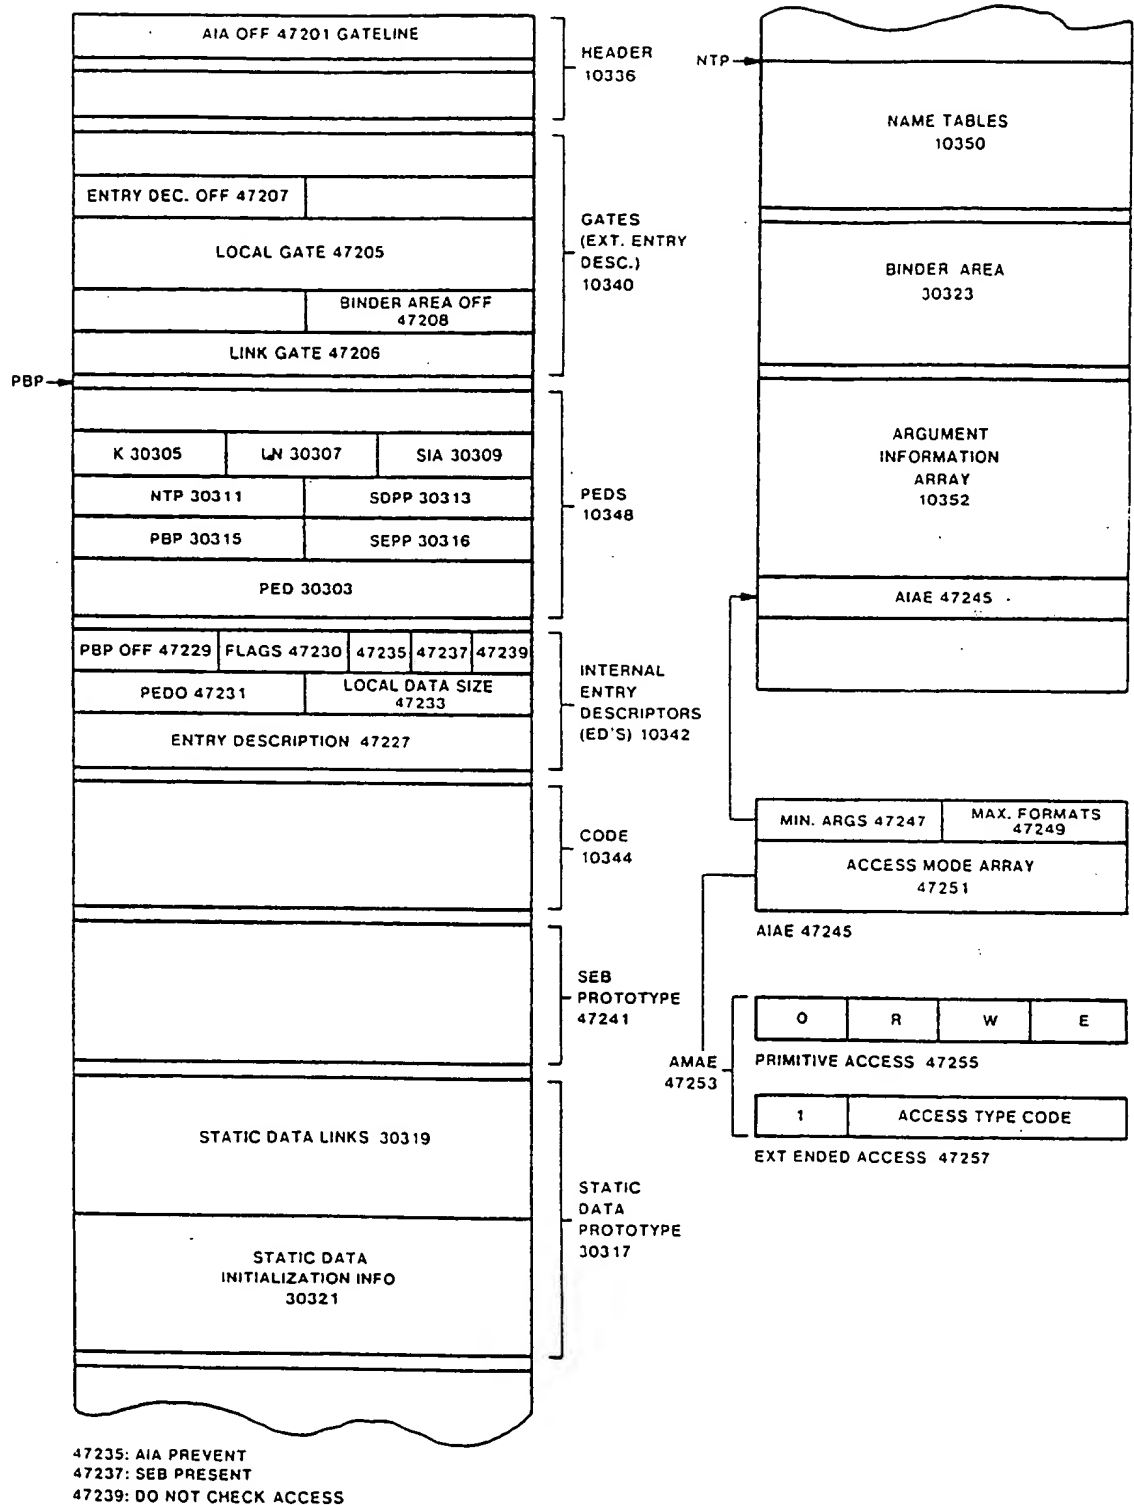 AIA OFF 47201 GATELINE
HEADER
10336
ENTRY DEC. OFF 47207
LOCAL GATE 47205
BINDER AREA OFF
47208
LINK GATE 47206
GATES
(EXT. ENTRY
DESC.)
10340
PBP
K 30305
LN 30307
SIA 30309
NTP 30311
SDPP 30313
PBP 30315
SEPP 30316
PED 30303
PEDS
10348
PBP OFF 47229
FLAGS 47230
47235
47237
47239
PEDO 47231
LOCAL DATA SIZE
47233
ENTRY DESCRIPTION 47227
INTERNAL
ENTRY
DESCRIPTORS
(ED'S) 10342
CODE
10344
SEB
PROTOTYPE
47241
STATIC DATA LINKS 30319
STATIC DATA
INITIALIZATION INFO
30321
STATIC
DATA
PROTOTYPE
30317
47235: AIA PREVENT
47237: SEB PRESENT
47239: DO NOT CHECK ACCESS
NTP
NAME TABLES
10350
BINDER AREA
30323
ARGUMENT
INFORMATION
ARRAY
10352
AIAE 47245
MIN. ARGS 47247
MAX. FORMATS
47249
ACCESS MODE ARRAY
47251
AIAE 47245
AMAE
47253
O
R
W
E
PRIMITIVE ACCESS 47255
1
ACCESS TYPE CODE
EXT ENDED ACCESS 47257